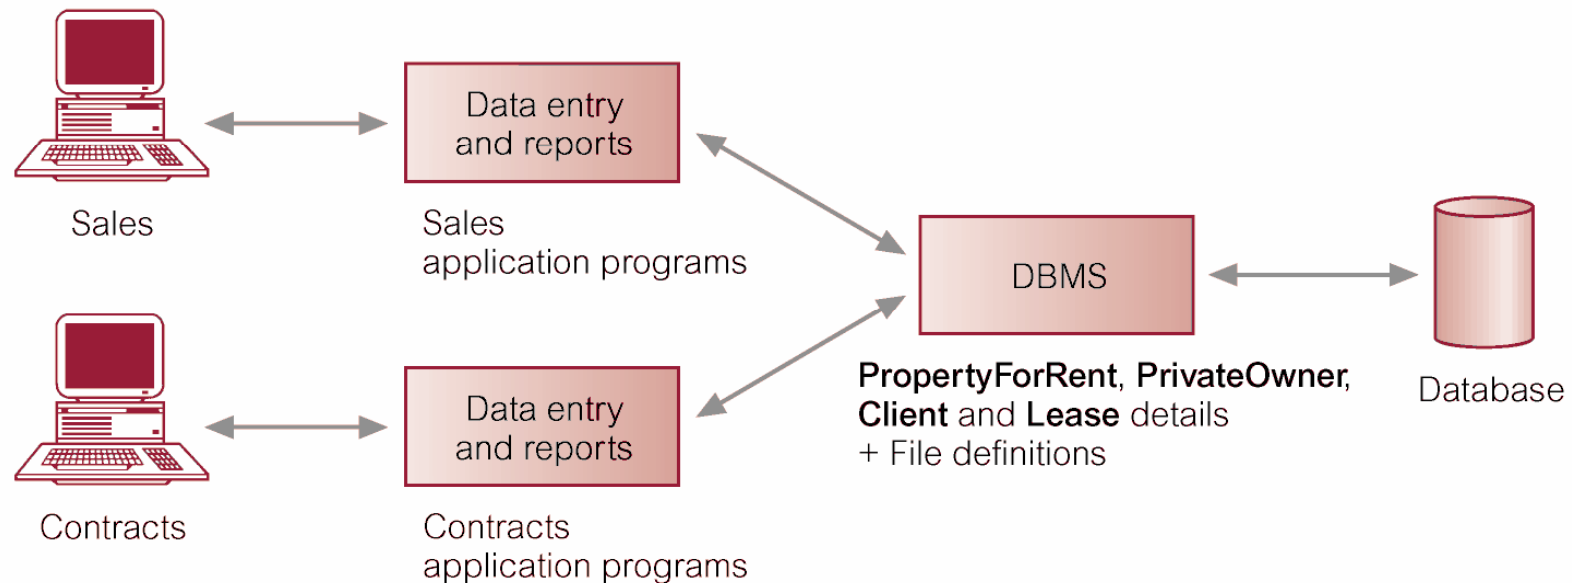 Data entry
and reports
Sales
Sales
application programs
DBMS
PropertyForRent, PrivateOwner,
Client and Lease details
+ File definitions
Database
Data entry
and reports
Contracts
Contracts
application programs